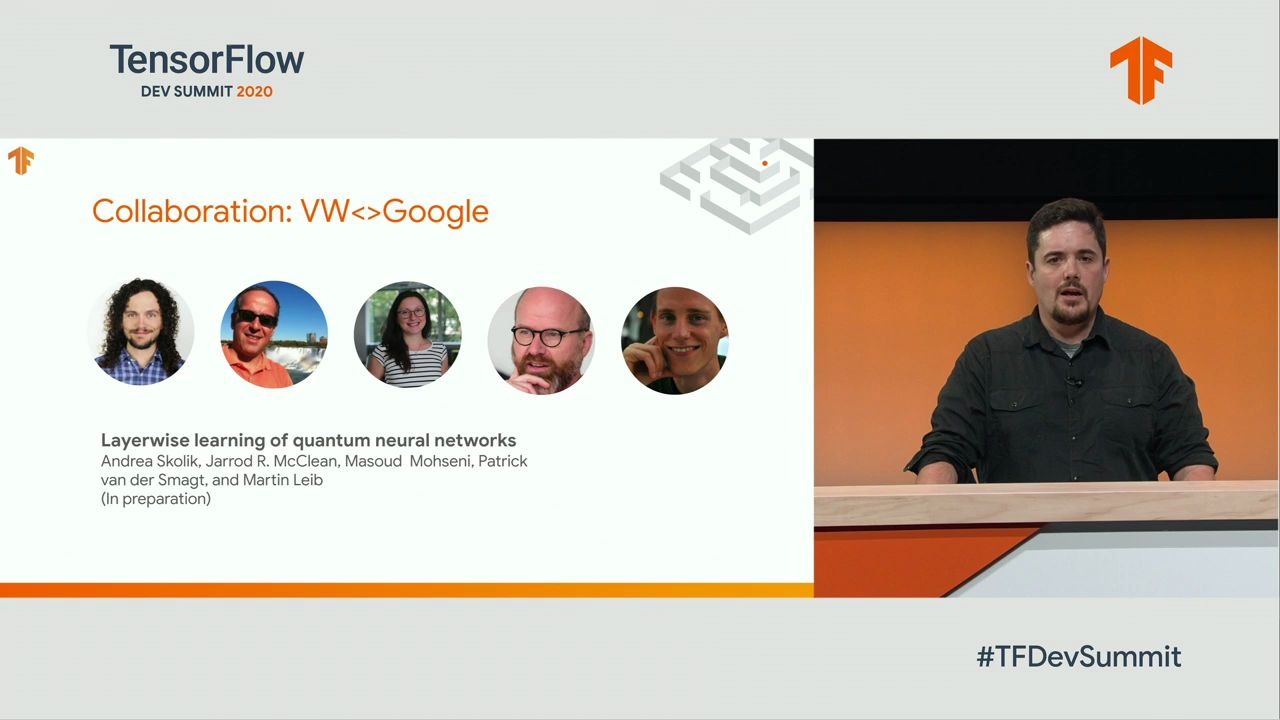 TensorFlow
DEV SUMMIT 2020
Collaboration: VW<>Google
Layerwise learning of quantum neural networks
Andrea Skolik, Jarrod R. McClean, Masoud Mohseni, Patrick
van der Smagt, and Martin Leib
(In preparation)
#TFDevSummit